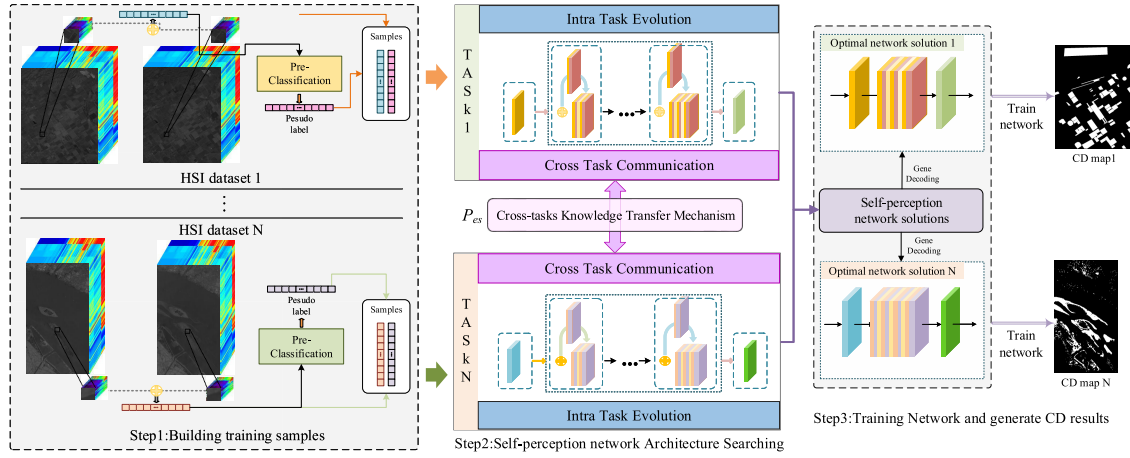 Samples
Pre-
Classification
Pesudo
label
HSI dataset 1
⋮
HSI dataset N
Pesudo
label
Samples
Pre-
Classification
Step1:Building training samples
TASk1
Intra Task Evolution
Cross Task Communication
P_es
Cross-tasks Knowledge Transfer Mechanism
TASkN
Cross Task Communication
Intra Task Evolution
Step2:Self-perception network Architecture Searching
Optimal network solution 1
Gene
Decoding
Self-perception
network solutions
Gene
Decoding
Optimal network solution N
Train
network
CD map1
Train
network
CD map N
Step3:Training Network and generate CD results